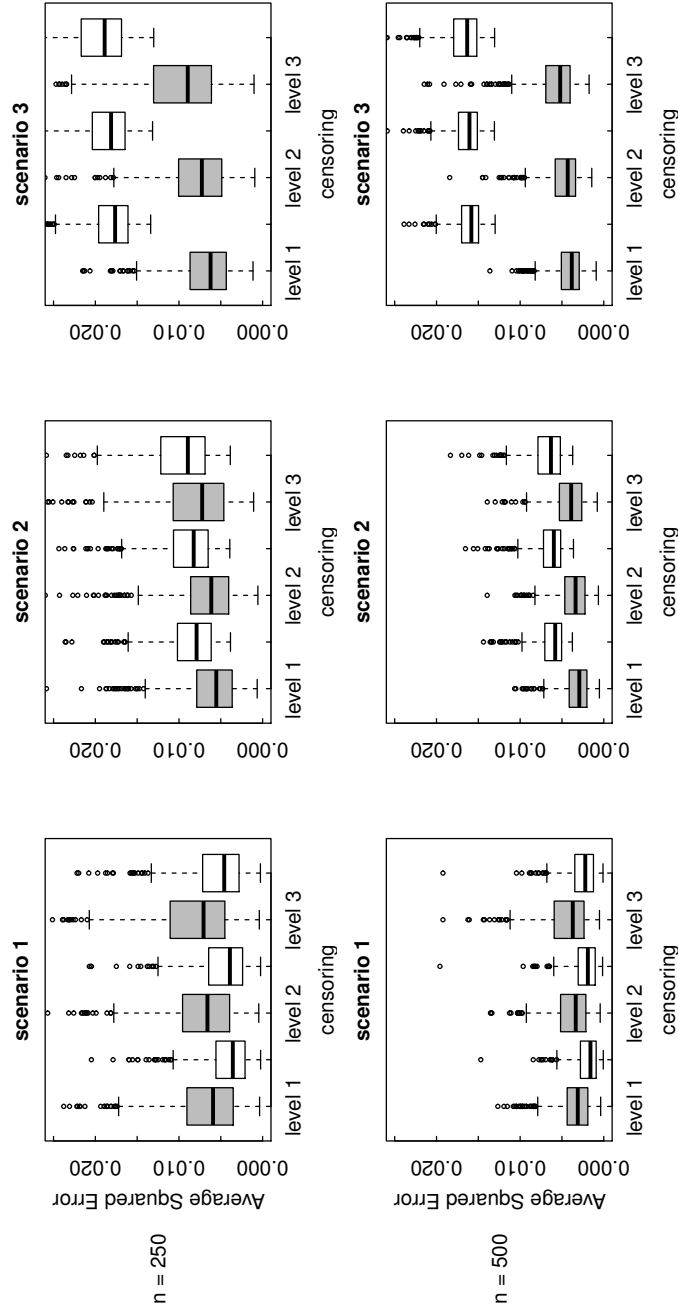 n = 250
Average Squared Error
scenario 1
0.000 0.010 0.020
level 1 level 2 level 3
censoring
scenario 2
0.000 0.010 0.020
level 1 level 2 level 3
censoring
scenario 3
0.000 0.010 0.020
level 1 level 2 level 3
censoring
n = 500
Average Squared Error
scenario 1
0.000 0.010 0.020
level 1 level 2 level 3
censoring
scenario 2
0.000 0.010 0.020
level 1 level 2 level 3
censoring
scenario 3
0.000 0.010 0.020
level 1 level 2 level 3
censoring